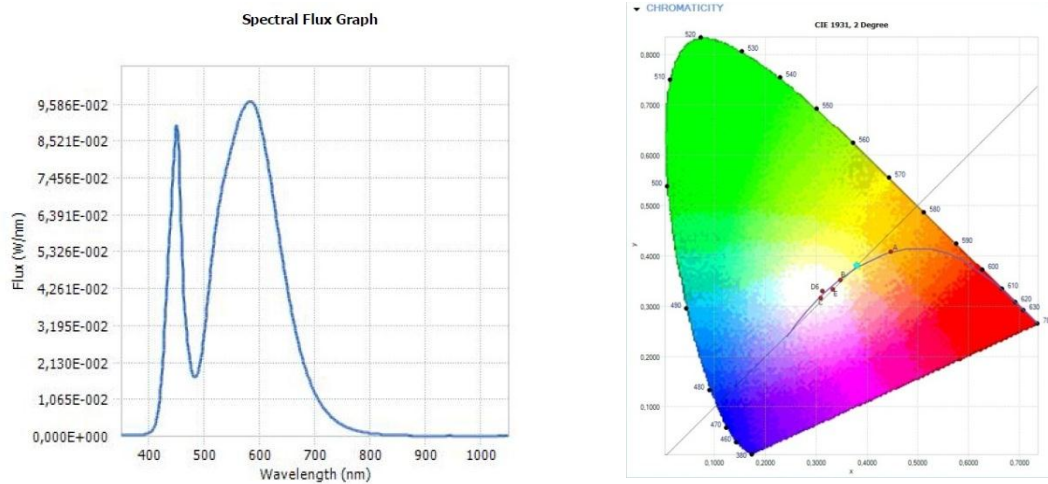 Spectral Flux Graph
9,586E-002
8,521E-002
7,456E-002
6,391E-002
5,326E-002
4,261E-002
3,195E-002
2,130E-002
1,065E-002
0,000E+000
Flux (W/nm)
400 500 600 700 800 900 1000
Wavelength (nm)
CHROMATICITY
CIE 1931, 2 Degree
0,8000
0,7000
0,6000
0,5000
0,4000
0,3000
0,2000
0,1000
y
520
530
540
510
550
560
570
500
580
590
A
600
B
610
D6
E
620
C
630
490
480
470
460
380
0,1000 0,2000 0,3000 0,4000 0,5000 0,6000 0,7000
x